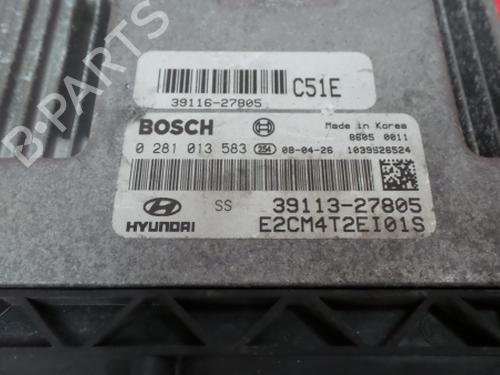 C51E
39116-27805
BOSCH
Made in Korea
8605 0011
0 281 013 583 254 08-04-26 1039S26524
SS 39113-27805
HYUNDAI E2CM4T2EI01S
B-PARTS